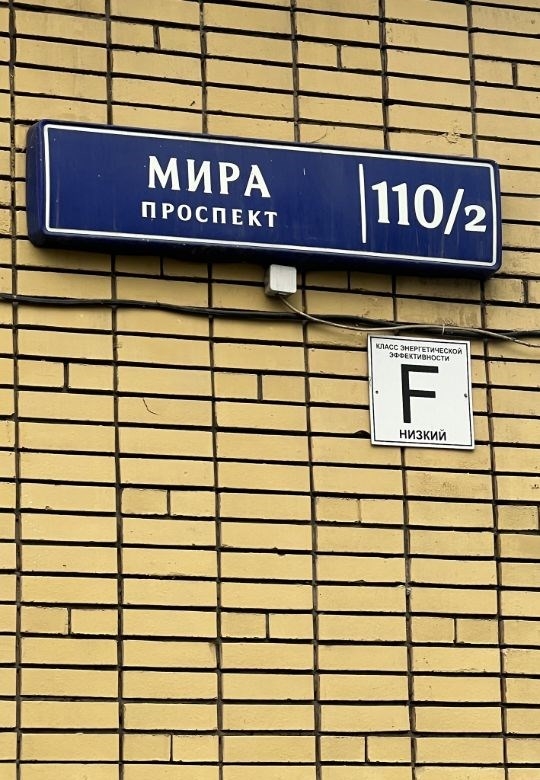 МИРА
ПРОСПЕКТ
110/2
КЛАСС ЭНЕРГЕТИЧЕСКОЙ
ЭФФЕКТИВНОСТИ
F
НИЗКИЙ